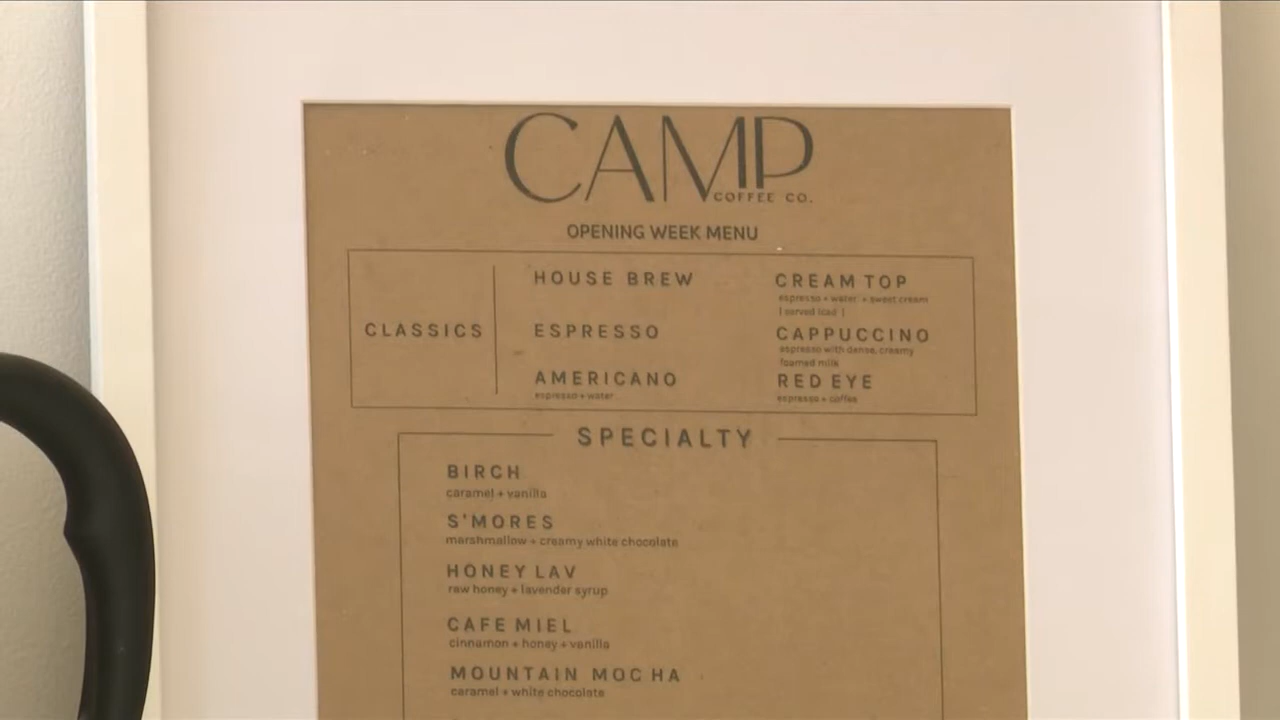 CAMP
COFFEE CO.
OPENING WEEK MENU
CLASSICS
HOUSE BREW
ESPRESSO
AMERICANO
espresso + water
CREAM TOP
espresso + water + sweet cream
[ served iced ]
CAPPUCCINO
espresso with dense, creamy
foamed milk
RED EYE
espresso + coffee
SPECIALTY
BIRCH
caramel + vanilla
S'MORES
marshmallow + creamy white chocolate
HONEY LAV
raw honey + lavender syrup
CAFE MIEL
cinnamon + honey + vanilla
MOUNTAIN MOCHA
caramel + white chocolate